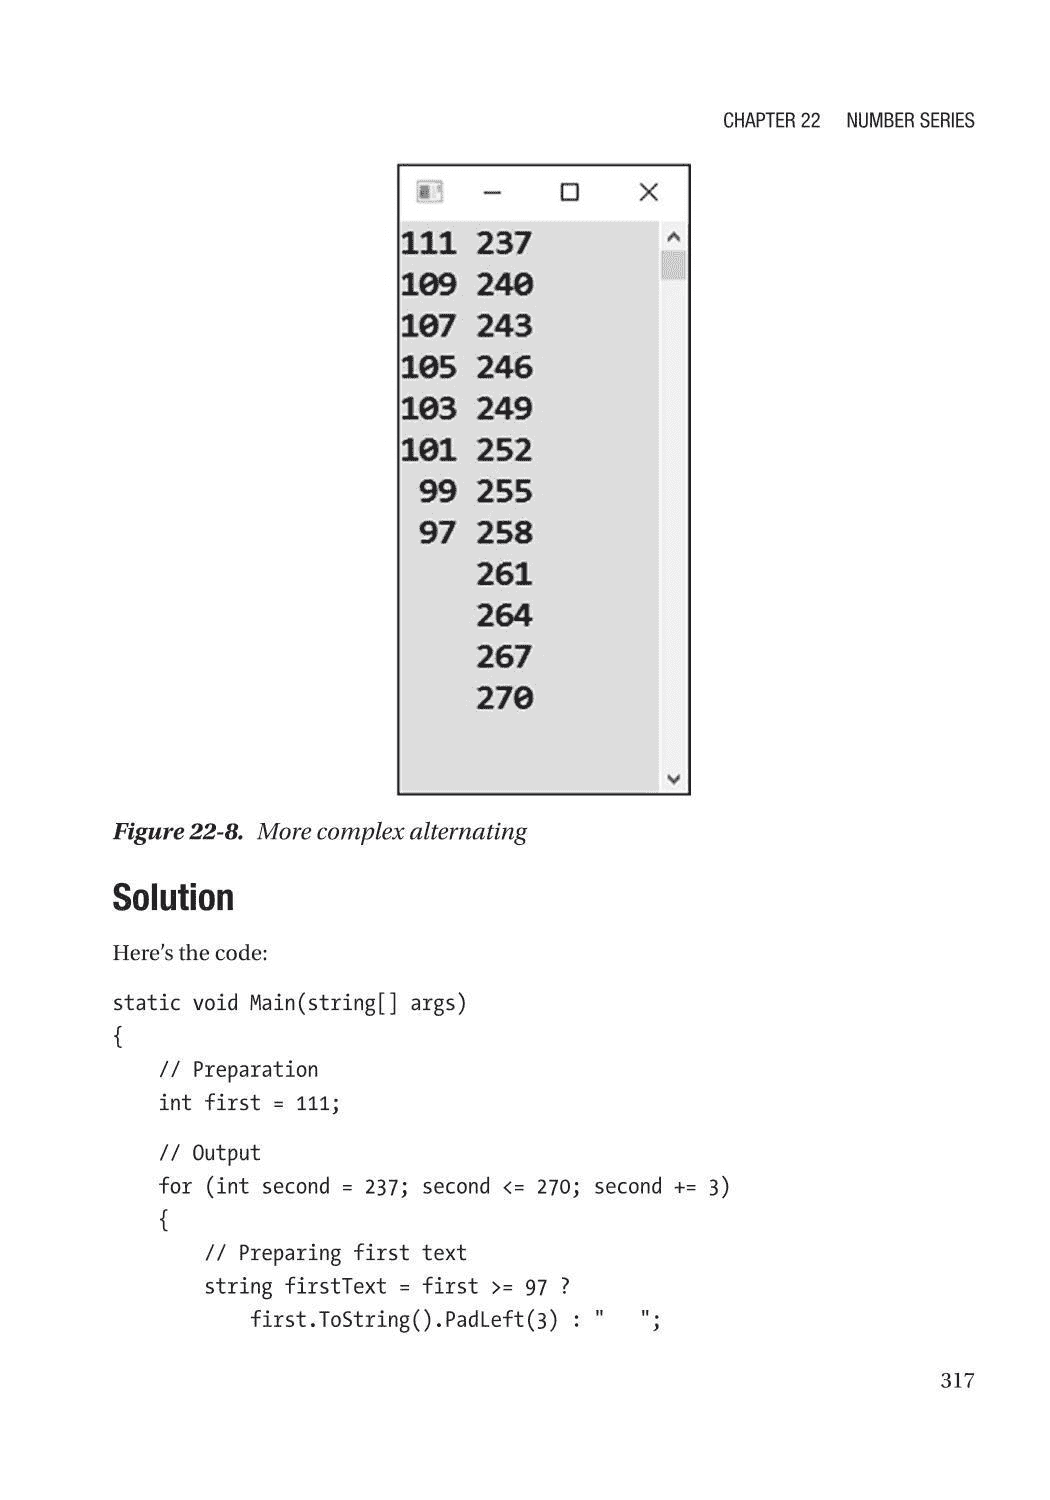 CHAPTER 22 NUMBER SERIES
111 237
109 240
107 243
105 246
103 249
101 252
99 255
97 258
261
264
267
270
Figure 22-8. More complex alternating
Solution
Here's the code:
static void Main(string[] args)
{
// Preparation
int first = 111;
// Output
for (int second = 237; second <= 270; second += 3)
{
// Preparing first text
string firstText = first >= 97 ?
first.ToString().PadLeft(3) : "   ";
317